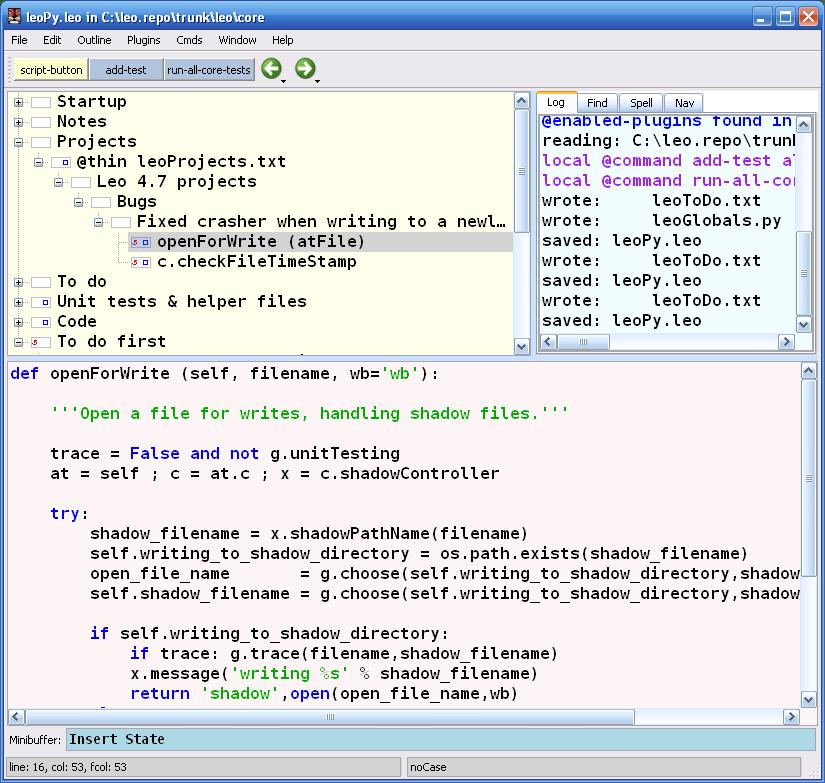 leoPy.leo in C:\leo.repo\trunk\leo\core
File Edit Outline Plugins Cmds Window Help
script-button add-test run-all-core-tests
Startup
Notes
Projects
@thin leoProjects.txt
Leo 4.7 projects
Bugs
Fixed crasher when writing to a newl...
openForWrite (atFile)
c.checkFileTimeStamp
To do
Unit tests & helper files
Code
To do first
Log Find Spell Nav
@enabled-plugins found in
reading: C:\leo.repo\trun
local @command add-test a
local @command run-all-co
wrote: leoToDo.txt
wrote: leoGlobals.py
saved: leoPy.leo
wrote: leoToDo.txt
saved: leoPy.leo
wrote: leoToDo.txt
saved: leoPy.leo
def openForWrite (self, filename, wb='wb'):
'''Open a file for writes, handling shadow files.'''
trace = False and not g.unitTesting
at = self ; c = at.c ; x = c.shadowController
try:
shadow_filename = x.shadowPathName(filename)
self.writing_to_shadow_directory = os.path.exists(shadow_filename)
open_file_name = g.choose(self.writing_to_shadow_directory,shadow
self.shadow_filename = g.choose(self.writing_to_shadow_directory,shadow
if self.writing_to_shadow_directory:
if trace: g.trace(filename,shadow_filename)
x.message('writing %s' % shadow_filename)
return 'shadow',open(open_file_name,wb)
Minibuffer: Insert State
line: 16, col: 53, fcol: 53
noCase